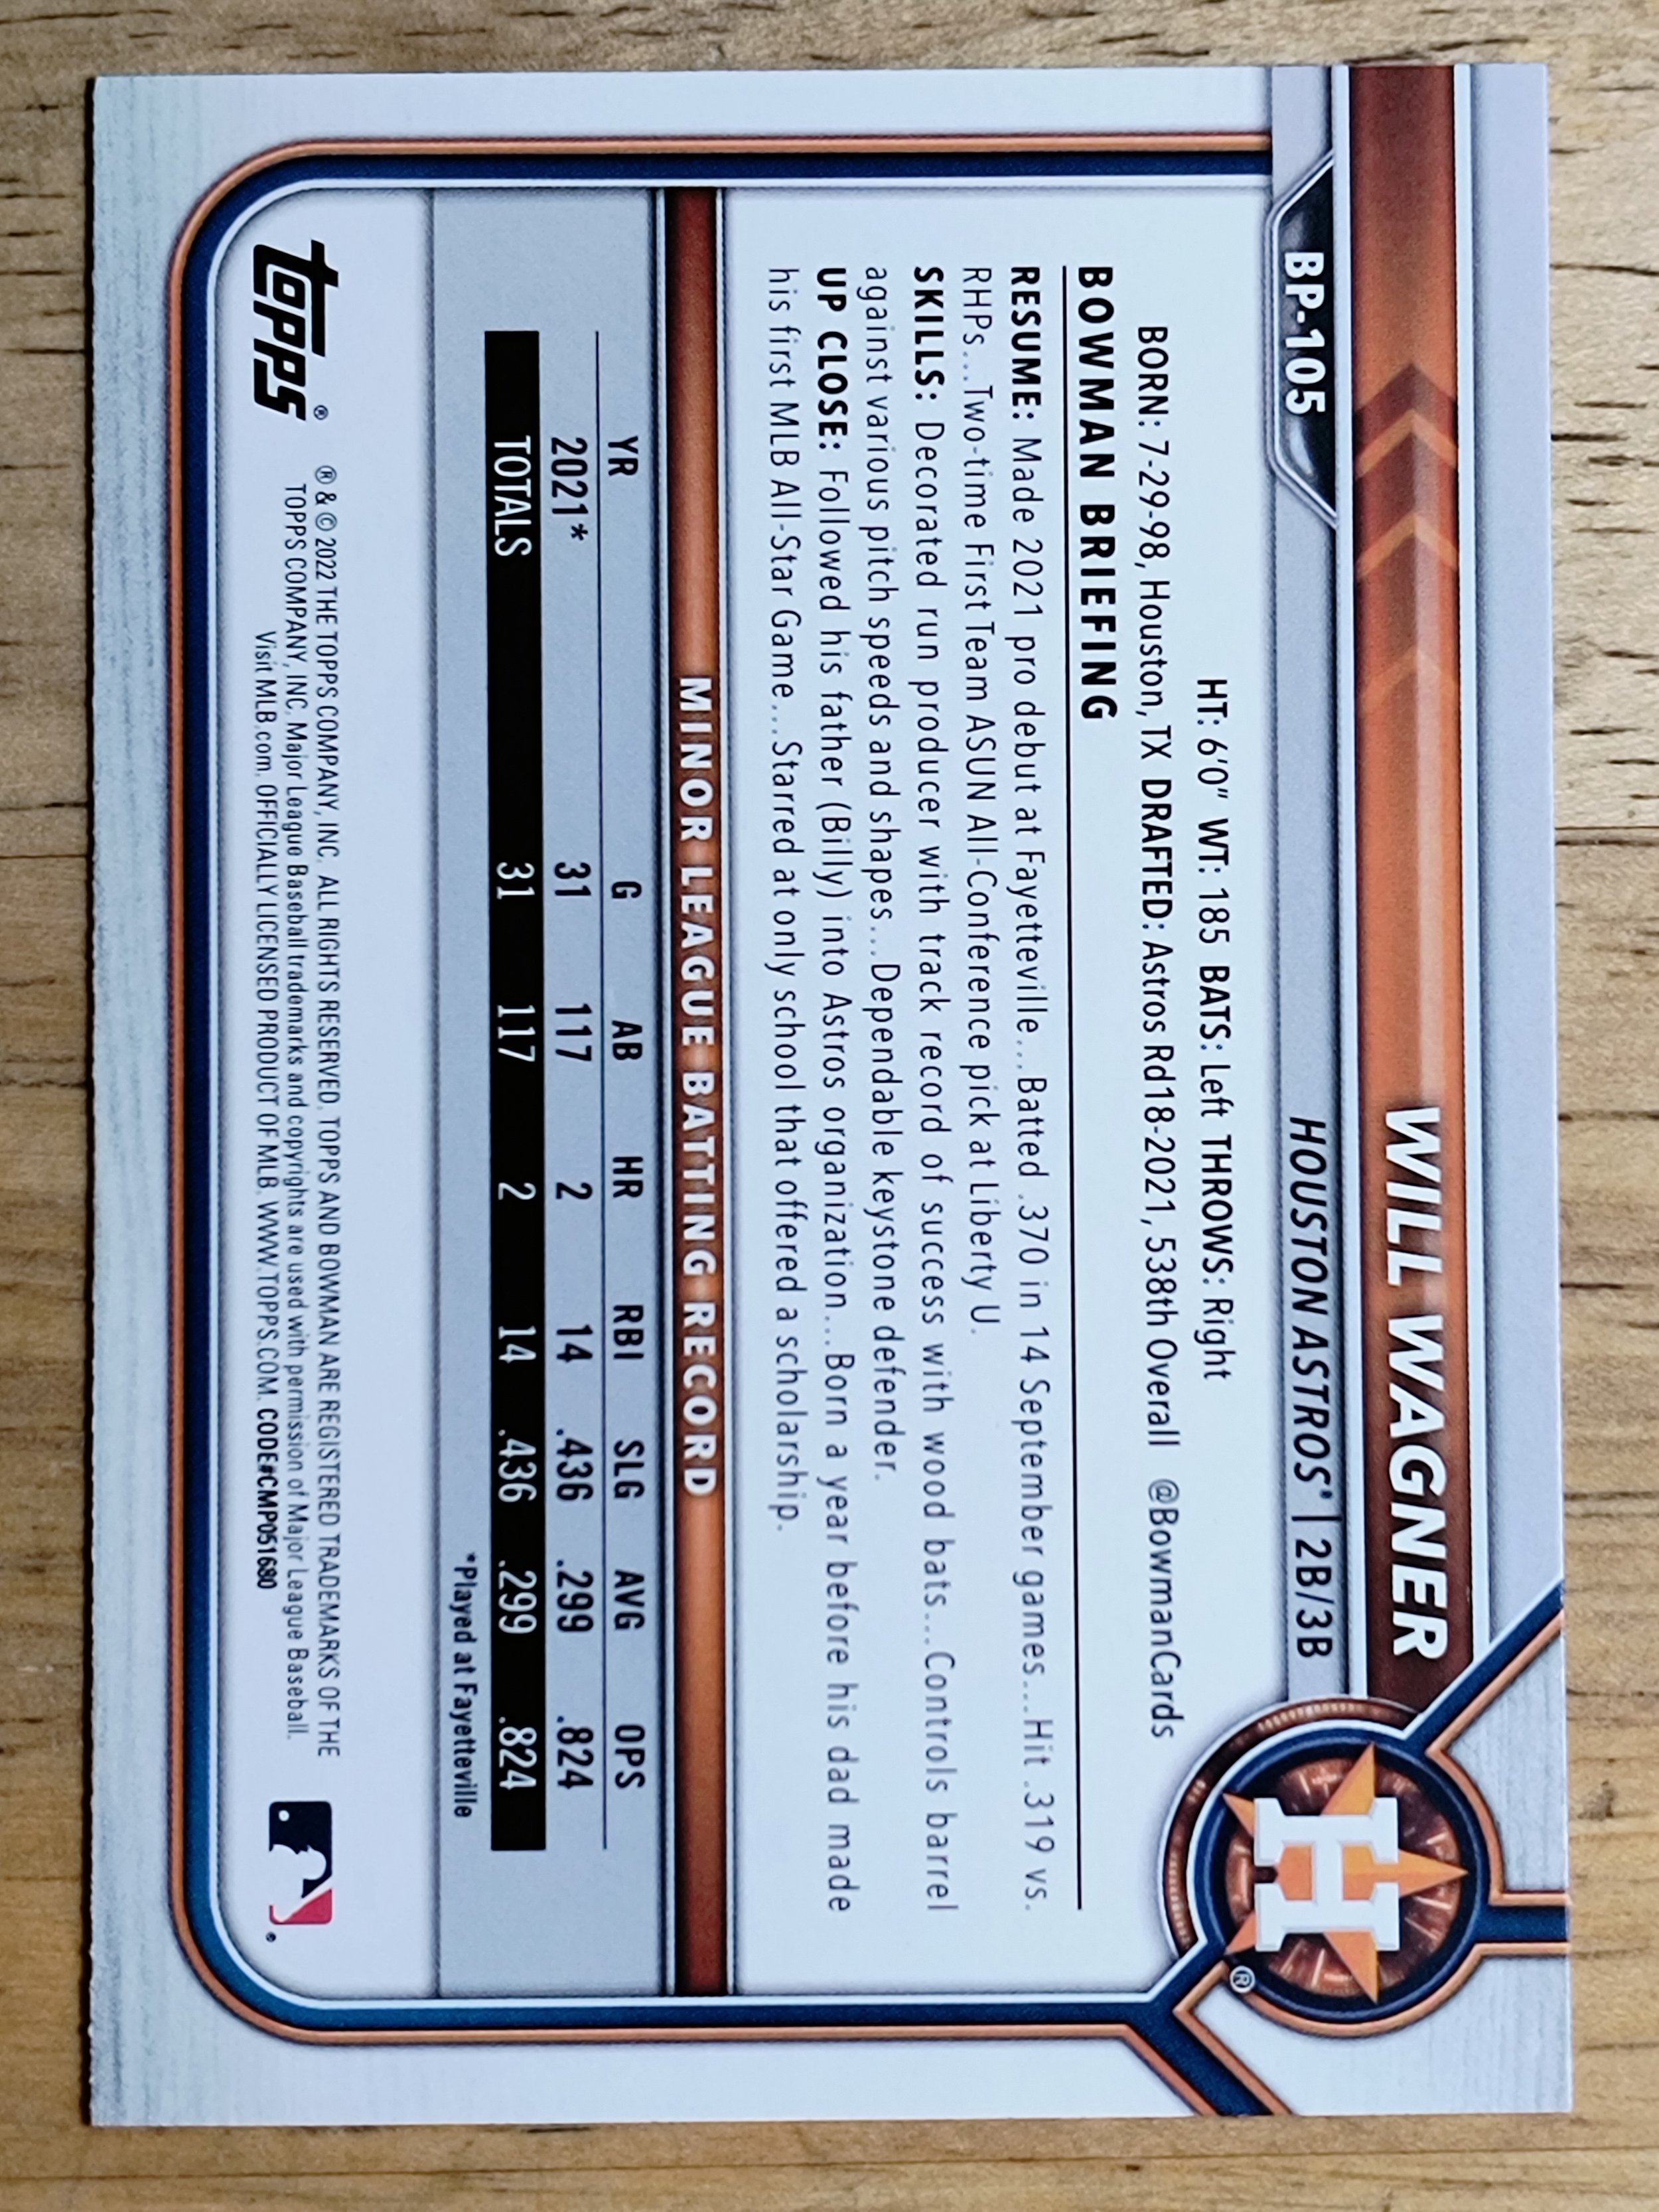 WILL WAGNER
BP-105
HOUSTON ASTROS® | 2B/3B
HT: 6'0" WT: 185 BATS: Left THROWS: Right
BORN: 7-29-98, Houston, TX DRAFTED: Astros Rd18-2021, 538th Overall @BowmanCards
BOWMAN BRIEFING
RESUME: Made 2021 pro debut at Fayetteville...Batted .370 in 14 September games...Hit .319 vs.
RHPs...Two-time First Team ASUN All-Conference pick at Liberty U.
SKILLS: Decorated run producer with track record of success with wood bats...Controls barrel
against various pitch speeds and shapes...Dependable keystone defender.
UP CLOSE: Followed his father (Billy) into Astros organization...Born a year before his dad made
his first MLB All-Star Game...Starred at only school that offered a scholarship.
H
®
MINOR LEAGUE BATTING RECORD
YR G AB HR RBI SLG AVG OPS
2021* 31 117 2 14 .436 .299 .824
TOTALS 31 117 2 14 .436 .299 .824
*Played at Fayetteville
topps®
® & © 2022 THE TOPPS COMPANY, INC. ALL RIGHTS RESERVED. TOPPS AND BOWMAN ARE REGISTERED TRADEMARKS OF THE
TOPPS COMPANY, INC. Major League Baseball trademarks and copyrights are used with permission of Major League Baseball.
Visit MLB.com. OFFICIALLY LICENSED PRODUCT OF MLB. WWW.TOPPS.COM. CODE#CMP051680
®